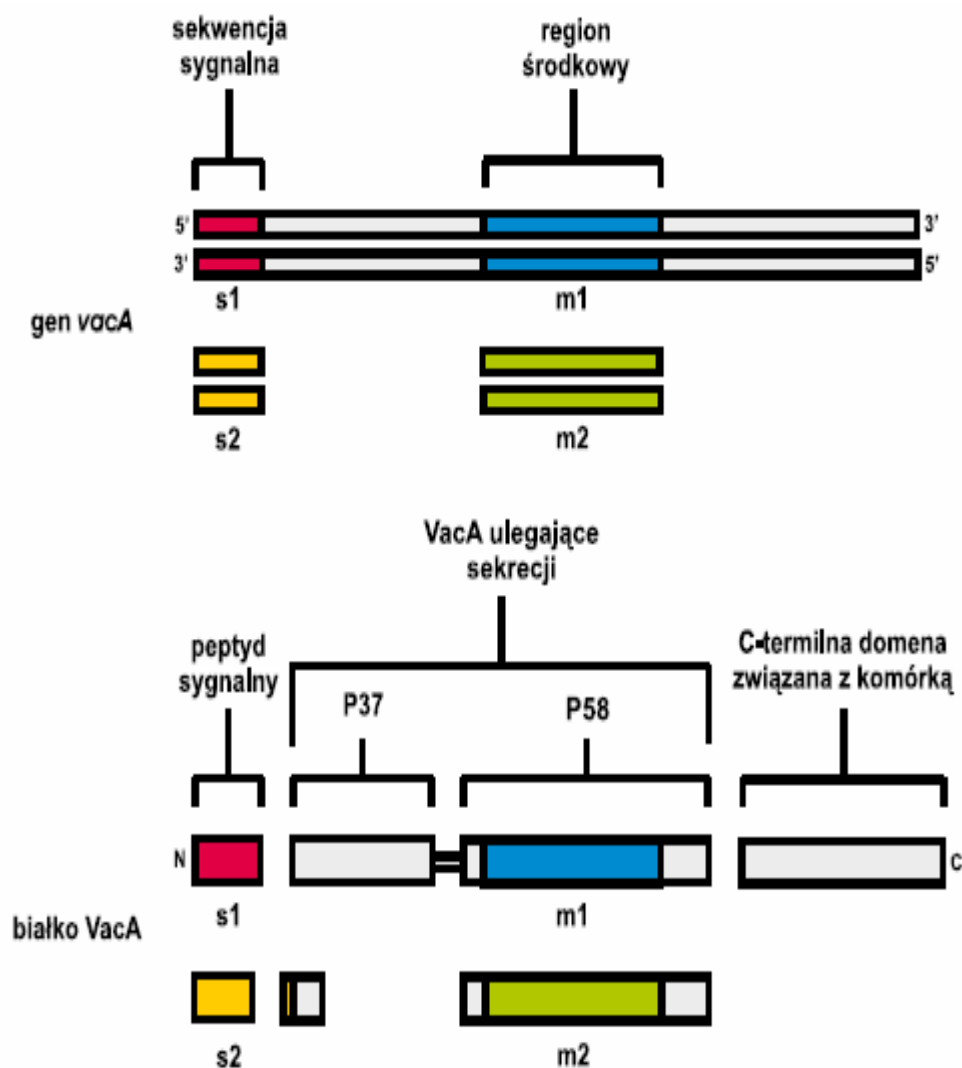 sekwencja
sygnalna
region
środkowy
5' 3'
3' 5'
s1 m1
gen vacA
s2 m2
VacA ulegające
sekrecji
peptyd
sygnalny
C-termilna domena
związana z komórką
P37 P58
N C
s1 m1
białko VacA
s2 m2